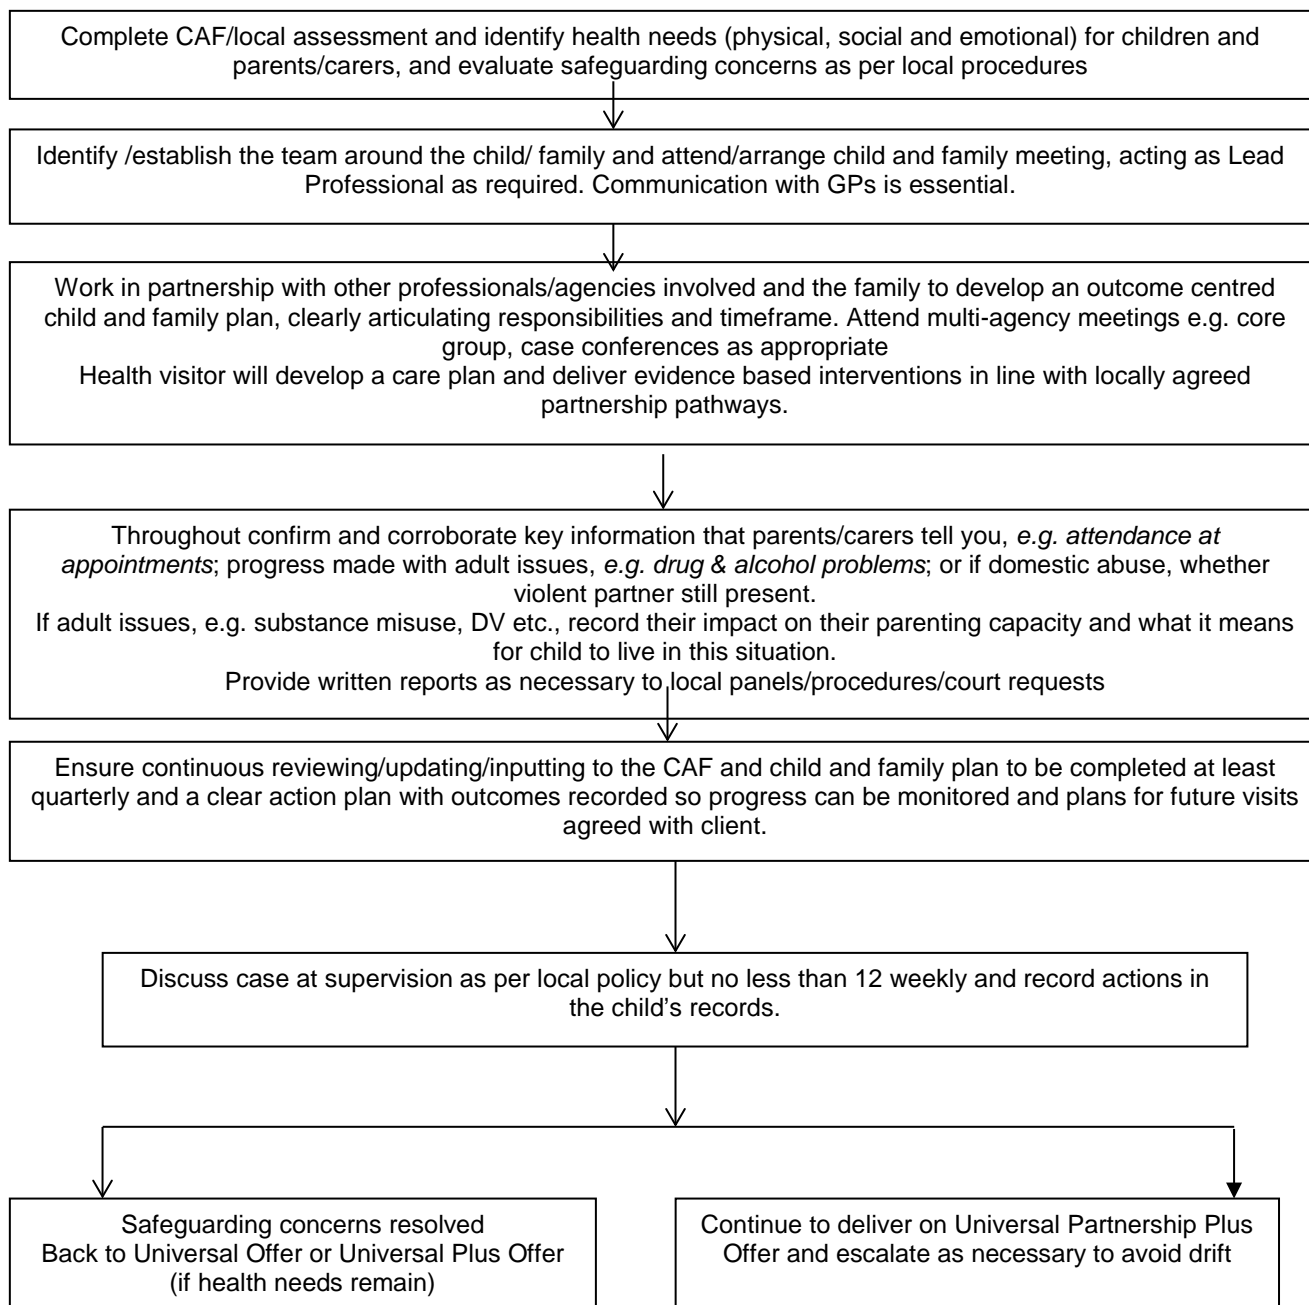 Complete CAF/local assessment and identify health needs (physical, social and emotional) for children and
parents/carers, and evaluate safeguarding concerns as per local procedures
Identify /establish the team around the child/ family and attend/arrange child and family meeting, acting as Lead
Professional as required. Communication with GPs is essential.
Work in partnership with other professionals/agencies involved and the family to develop an outcome centred
child and family plan, clearly articulating responsibilities and timeframe. Attend multi-agency meetings e.g. core
group, case conferences as appropriate
Health visitor will develop a care plan and deliver evidence based interventions in line with locally agreed
partnership pathways.
Throughout confirm and corroborate key information that parents/carers tell you, e.g. attendance at
appointments; progress made with adult issues, e.g. drug & alcohol problems; or if domestic abuse, whether
violent partner still present.
If adult issues, e.g. substance misuse, DV etc., record their impact on their parenting capacity and what it means
for child to live in this situation.
Provide written reports as necessary to local panels/procedures/court requests
Ensure continuous reviewing/updating/inputting to the CAF and child and family plan to be completed at least
quarterly and a clear action plan with outcomes recorded so progress can be monitored and plans for future visits
agreed with client.
Discuss case at supervision as per local policy but no less than 12 weekly and record actions in
the child's records.
Safeguarding concerns resolved
Back to Universal Offer or Universal Plus Offer
(if health needs remain)
Continue to deliver on Universal Partnership Plus
Offer and escalate as necessary to avoid drift